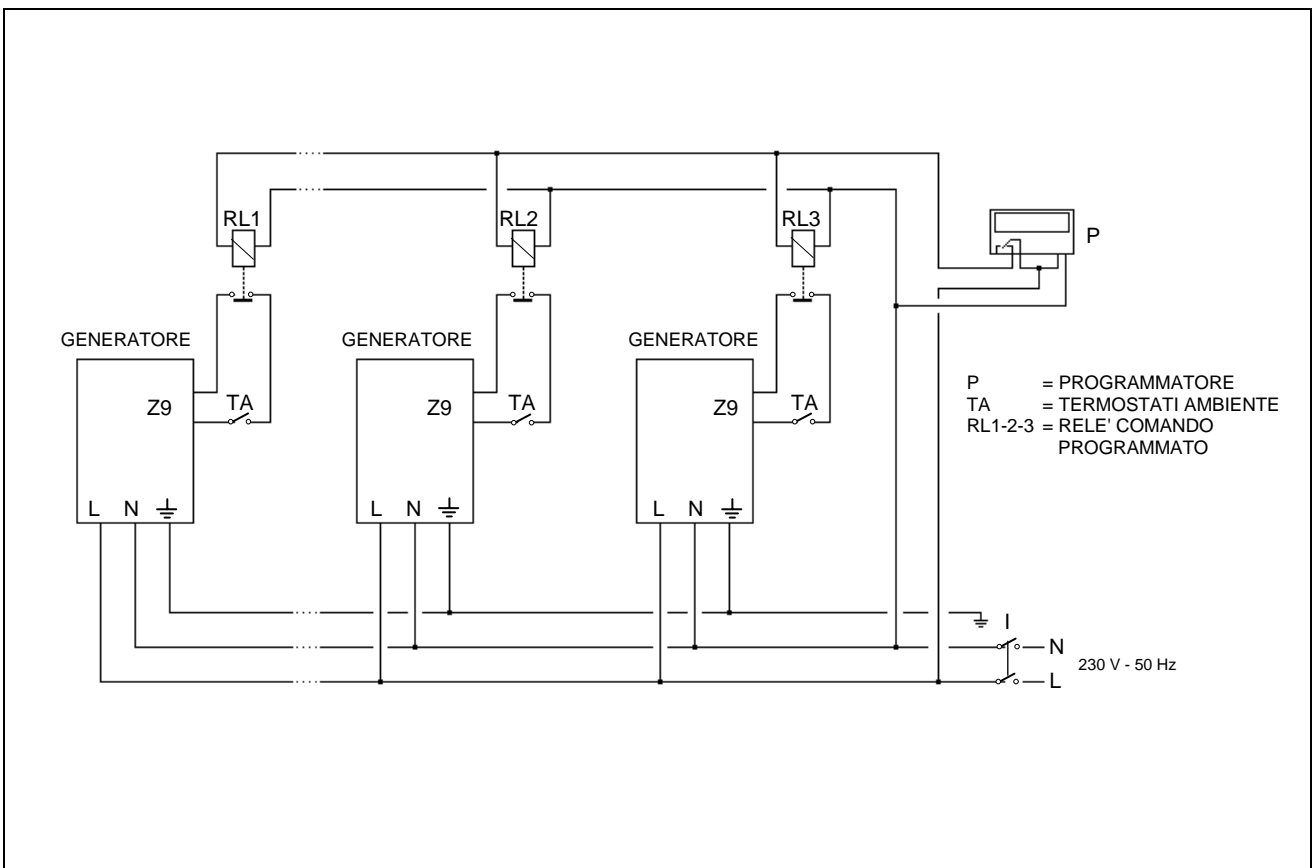 RL1 RL2 RL3
P
GENERATORE GENERATORE GENERATORE
P = PROGRAMMATORE
TA = TERMOSTATI AMBIENTE
RL1-2-3 = RELE' COMANDO
PROGRAMMATO
Z9 TA Z9 TA Z9 TA
L N L N L N
I
N
230 V - 50 Hz
L